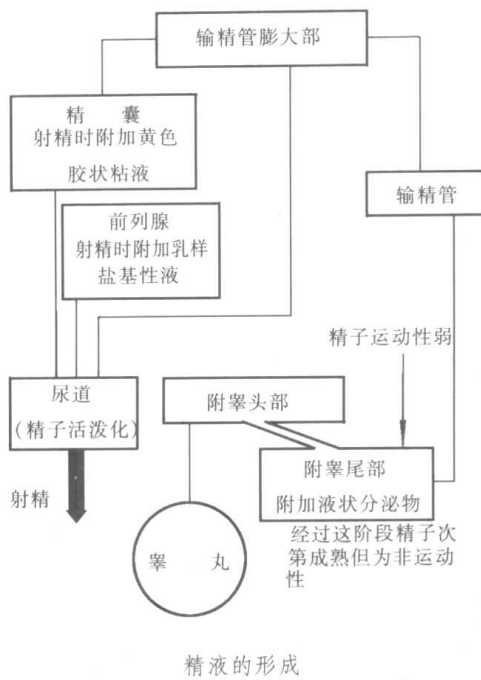 输精管膨大部
精 囊
射精时附加黄色
胶状粘液
输精管
前列腺
射精时附加乳样
盐基性液
精子运动性弱
尿道
(精子活泼化)
附睾头部
附睾尾部
附加液状分泌物
射精
经过这阶段精子次
第成熟但为非运动
性
睾 丸
精液的形成